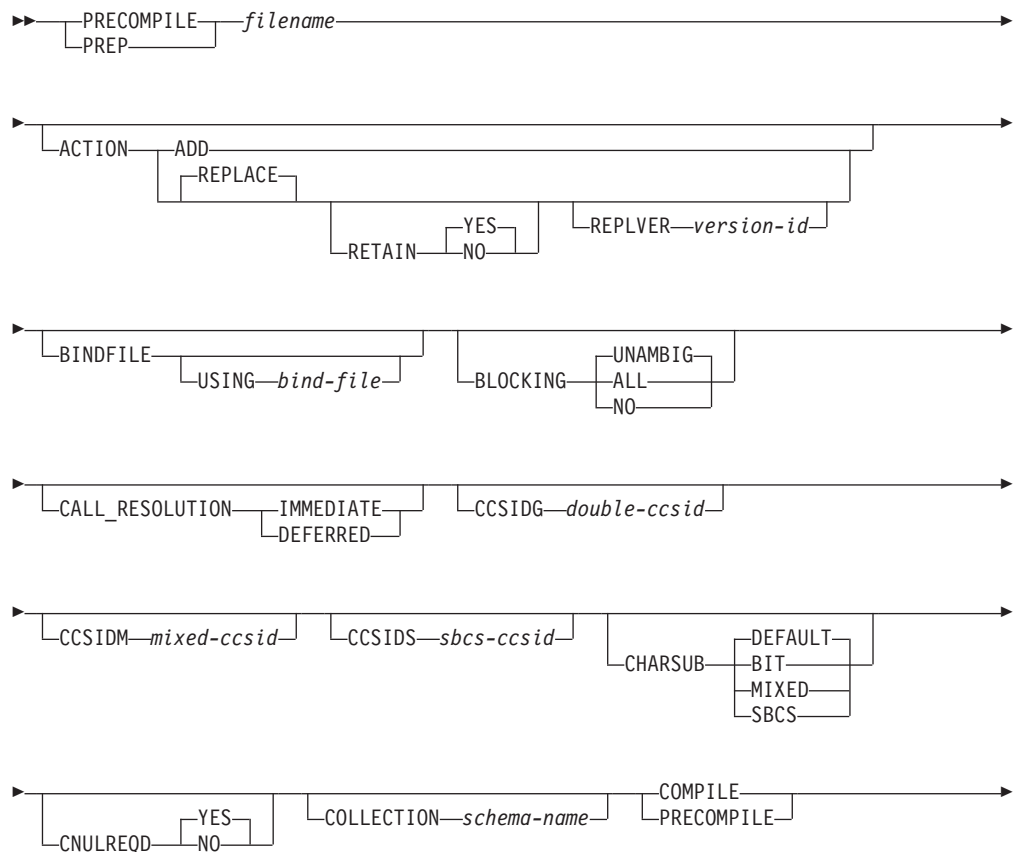 PRECOMPILE filename
PREP
ACTION ADD
REPLACE
YES REPLVER version-id
RETAIN NO
BINDFILE UNAMBIG
USING bind-file BLOCKING ALL
NO
CALL_RESOLUTION IMMEDIATE CCSIDG double-ccsid
DEFERRED
DEFAULT
CCSIDM mixed-ccsid CCSIDS sbcs-ccsid CHARSUB BIT
MIXED
SBCS
COMPILE
YES COLLECTION schema-name PRECOMPILE
CNULREQD NO